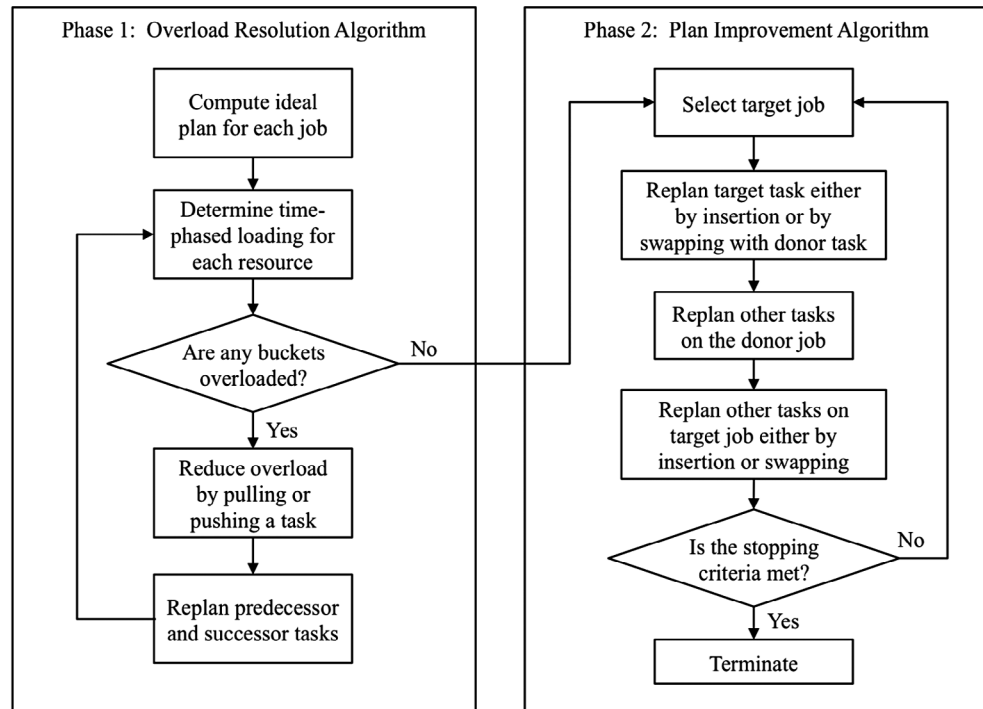 Phase 1:  Overload Resolution Algorithm
Compute ideal
plan for each job
Determine time-
phased loading for
each resource
Are any buckets
overloaded?
No
Yes
Reduce overload
by pulling or
pushing a task
Replan predecessor
and successor tasks
Phase 2:  Plan Improvement Algorithm
Select target job
Replan target task either
by insertion or by
swapping with donor task
Replan other tasks
on the donor job
Replan other tasks on
target job either by
insertion or swapping
Is the stopping
criteria met?
No
Yes
Terminate